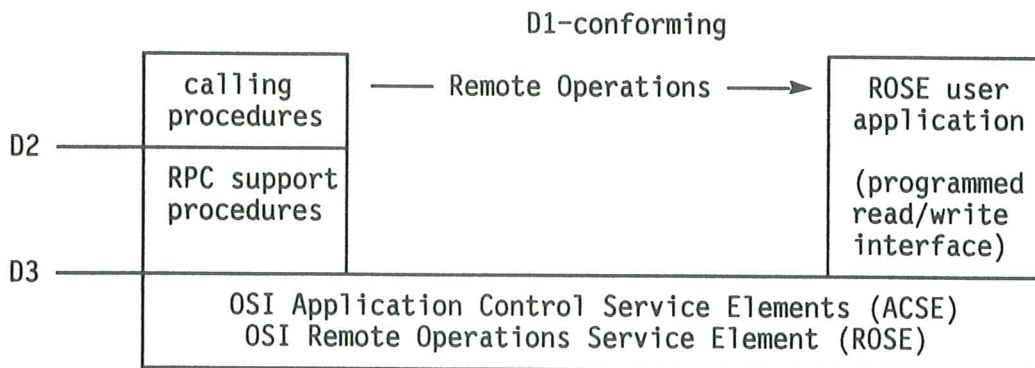 D1-conforming
calling
procedures
Remote Operations
ROSE user
application
D2
RPC support
procedures
(programmed
read/write
interface)
D3
OSI Application Control Service Elements (ACSE)
OSI Remote Operations Service Element (ROSE)